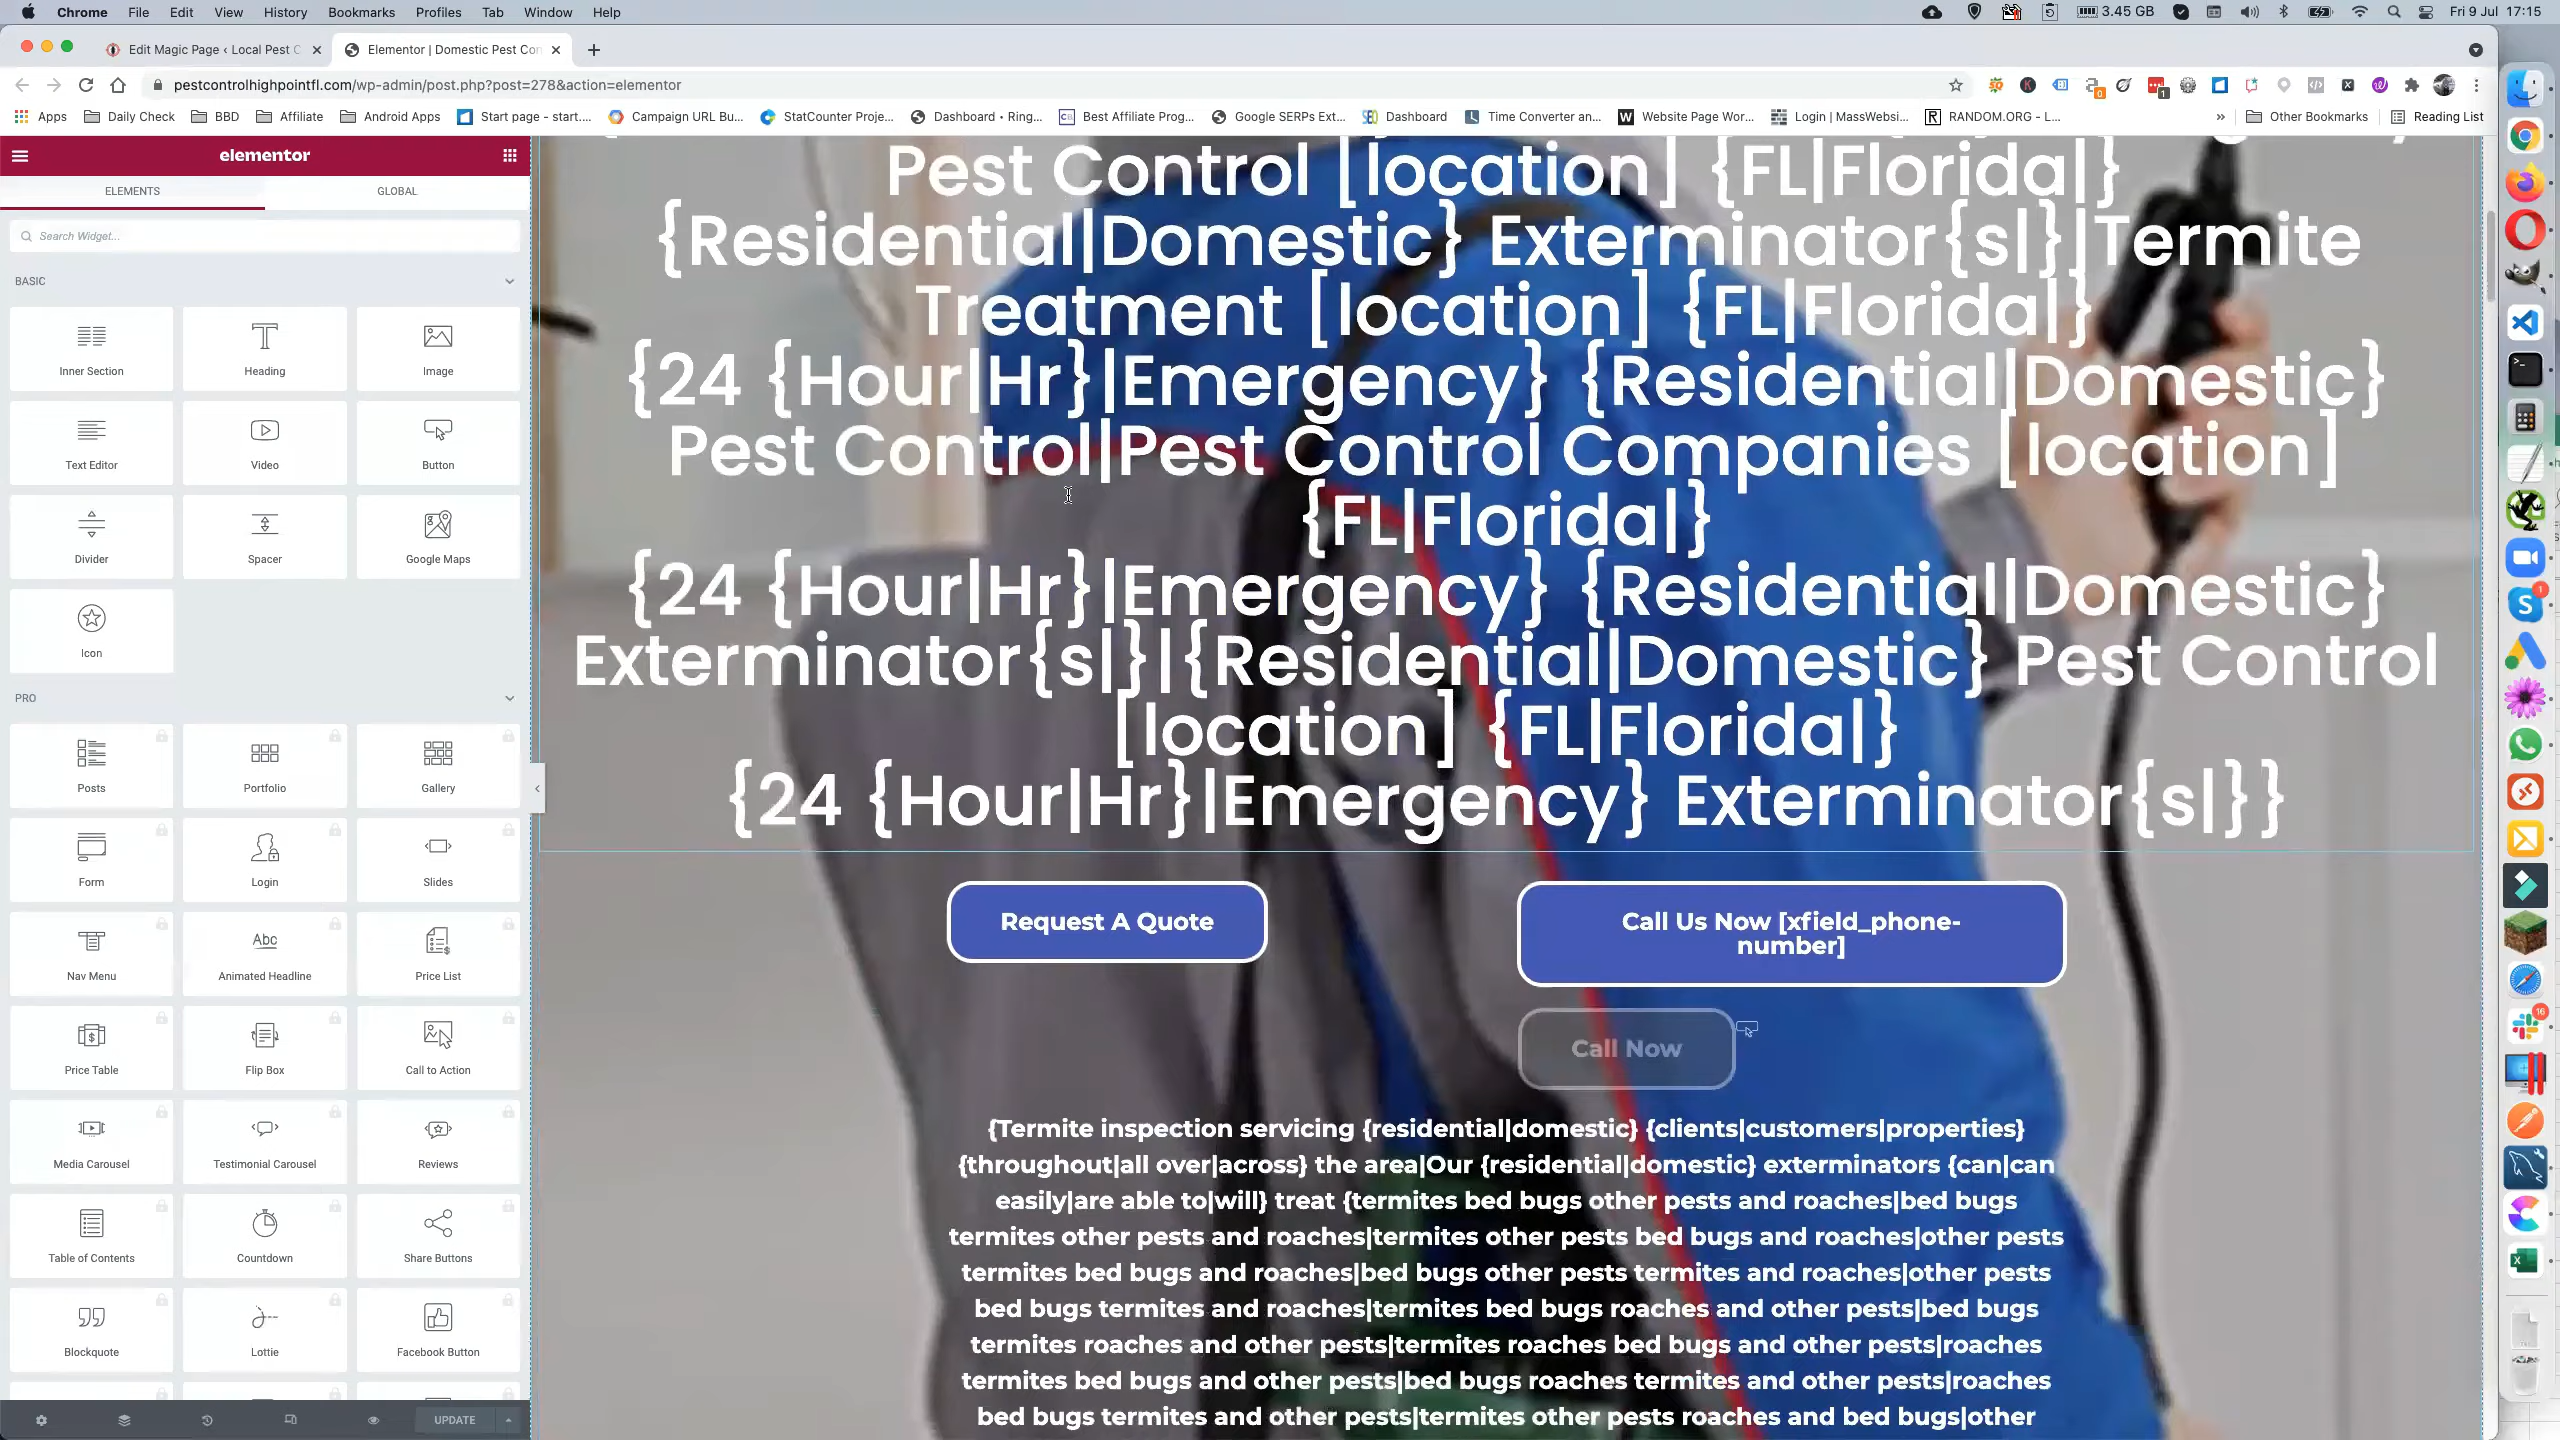 Chrome File Edit View History Bookmarks Profiles Tab Window Help 3.45 GB Fri 9 Jul 17:15
Edit Magic Page ‹ Local Pest C Elementor | Domestic Pest Con
pestcontrolhighpointfl.com/wp-admin/post.php?post=278&action=elementor
Apps Daily Check BBD Affiliate Android Apps Start page - start.... Campaign URL Bu... StatCounter Proje... Dashboard • Ring... Best Affiliate Prog... Google SERPs Ext... Dashboard Time Converter an... Website Page Wor... Login | MassWebsi... RANDOM.ORG - L... » Other Bookmarks Reading List
elementor
ELEMENTS GLOBAL
Search Widget...
BASIC
Inner Section Heading Image
Text Editor Video Button
Divider Spacer Google Maps
Icon
PRO
Posts Portfolio Gallery
Form Login Slides
Nav Menu Animated Headline Price List
Price Table Flip Box Call to Action
Media Carousel Testimonial Carousel Reviews
Table of Contents Countdown Share Buttons
Blockquote Lottie Facebook Button
UPDATE
Pest Control [location] {FL|Florida|}
{Residential|Domestic} Exterminator{s|}|Termite
Treatment [location] {FL|Florida|}
{24 {Hour|Hr}|Emergency} {Residential|Domestic}
Pest Control|Pest Control Companies [location]
{FL|Florida|}
{24 {Hour|Hr}|Emergency} {Residential|Domestic}
Exterminator{s|}|{Residential|Domestic} Pest Control
[location] {FL|Florida|}
{24 {Hour|Hr}|Emergency} Exterminator{s|}}
Request A Quote
Call Us Now [xfield_phone-
number]
Call Now
{Termite inspection servicing {residential|domestic} {clients|customers|properties}
{throughout|all over|across} the area|Our {residential|domestic} exterminators {can|can
easily|are able to|will} treat {termites bed bugs other pests and roaches|bed bugs
termites other pests and roaches|termites other pests bed bugs and roaches|other pests
termites bed bugs and roaches|bed bugs other pests termites and roaches|other pests
bed bugs termites and roaches|termites bed bugs roaches and other pests|bed bugs
termites roaches and other pests|termites roaches bed bugs and other pests|roaches
termites bed bugs and other pests|bed bugs roaches termites and other pests|roaches
bed bugs termites and other pests|termites other pests roaches and bed bugs|other